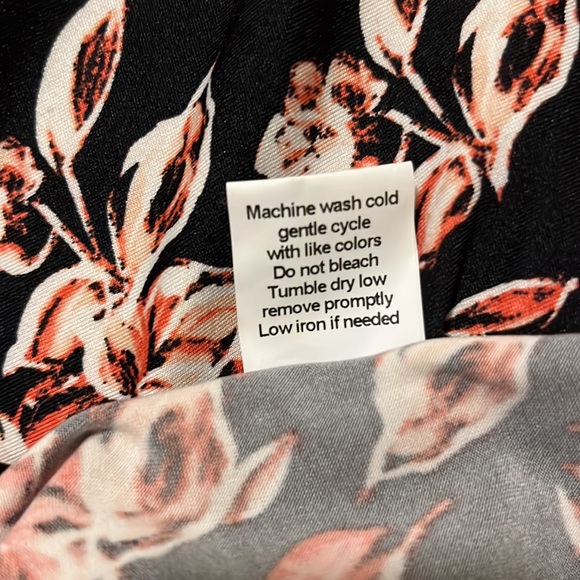 Machine wash cold
gentle cycle
with like colors
Do not bleach
Tumble dry low
remove promptly
Low iron if needed